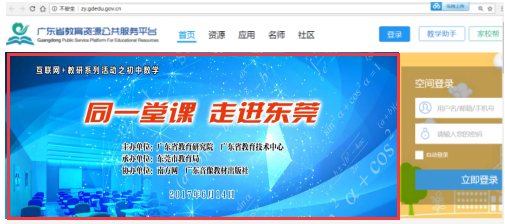 不安全 | zy.gdedu.gov.cn
广东省教育资源公共服务平台
Guangdong Public Service Platform For Educational Resources
首页 资源 应用 名师 社区
登录 教学助手 家校帮
互联网+教研系列活动之初中数学
同一堂课 走进东莞
主办单位：广东省教育研究院 广东省教育技术中心
承办单位：东莞市教育局
协办单位：南方网 广东音像教材出版社
2017年6月14日
空间登录
用户名/邮箱/手机号
请输入您的密码
自动登录
立即登录